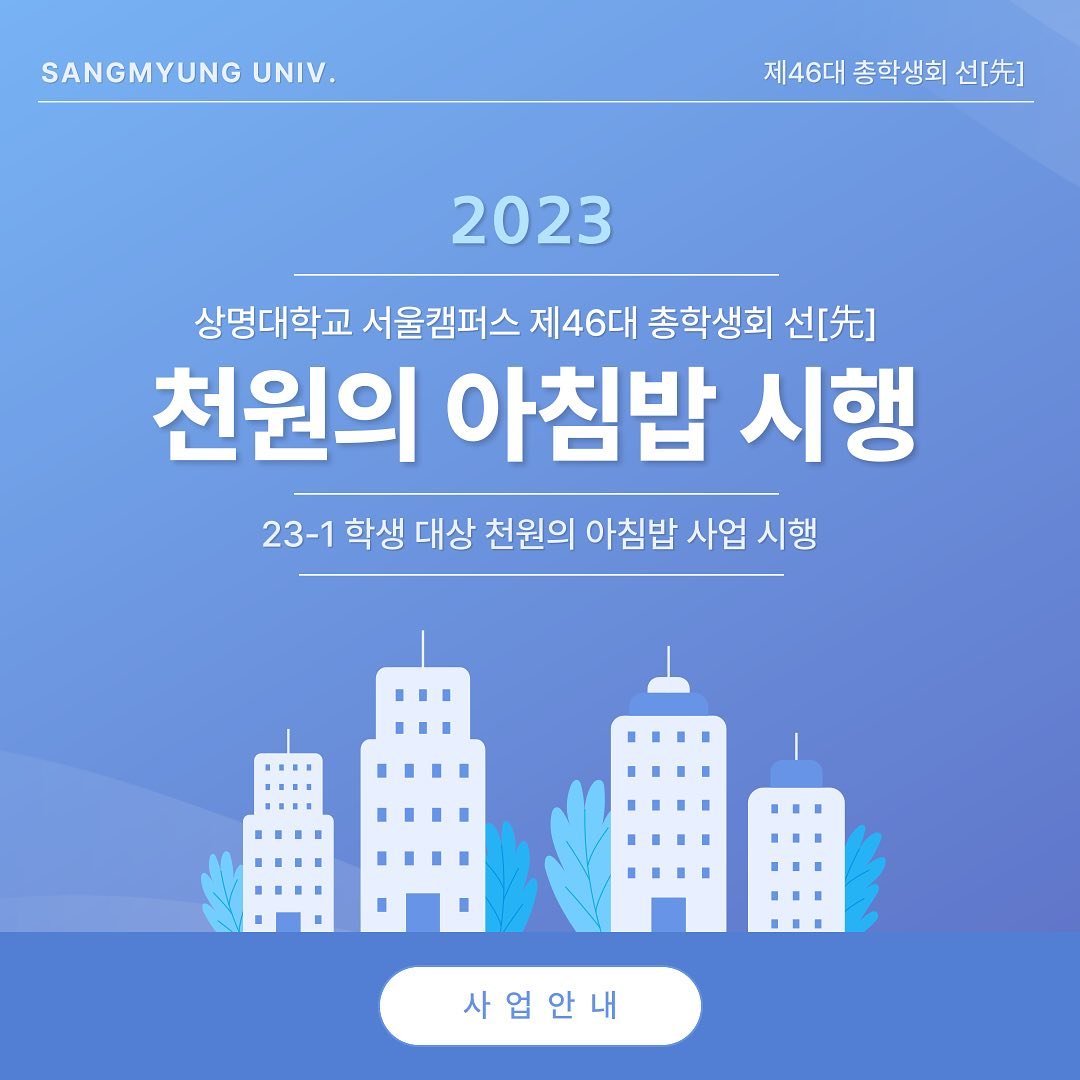 SANGMYUNG UNIV.
제46대 총학생회 선[先]
2023
상명대학교 서울캠퍼스 제46대 총학생회 선[先]
천원의 아침밥 시행
23-1 학생 대상 천원의 아침밥 사업 시행
사업안내